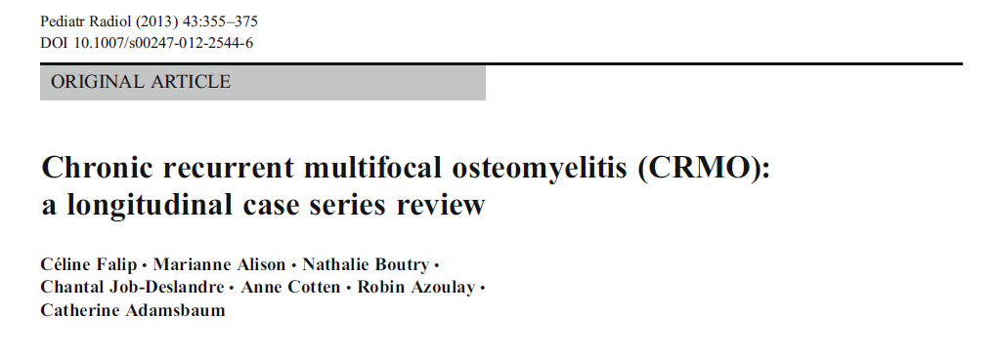 Pediatr Radiol (2013) 43:355–375
DOI 10.1007/s00247-012-2544-6
ORIGINAL ARTICLE
Chronic recurrent multifocal osteomyelitis (CRMO):
a longitudinal case series review
Céline Falip • Marianne Alison • Nathalie Boutry •
Chantal Job-Deslandre • Anne Cotten • Robin Azoulay •
Catherine Adamsbaum